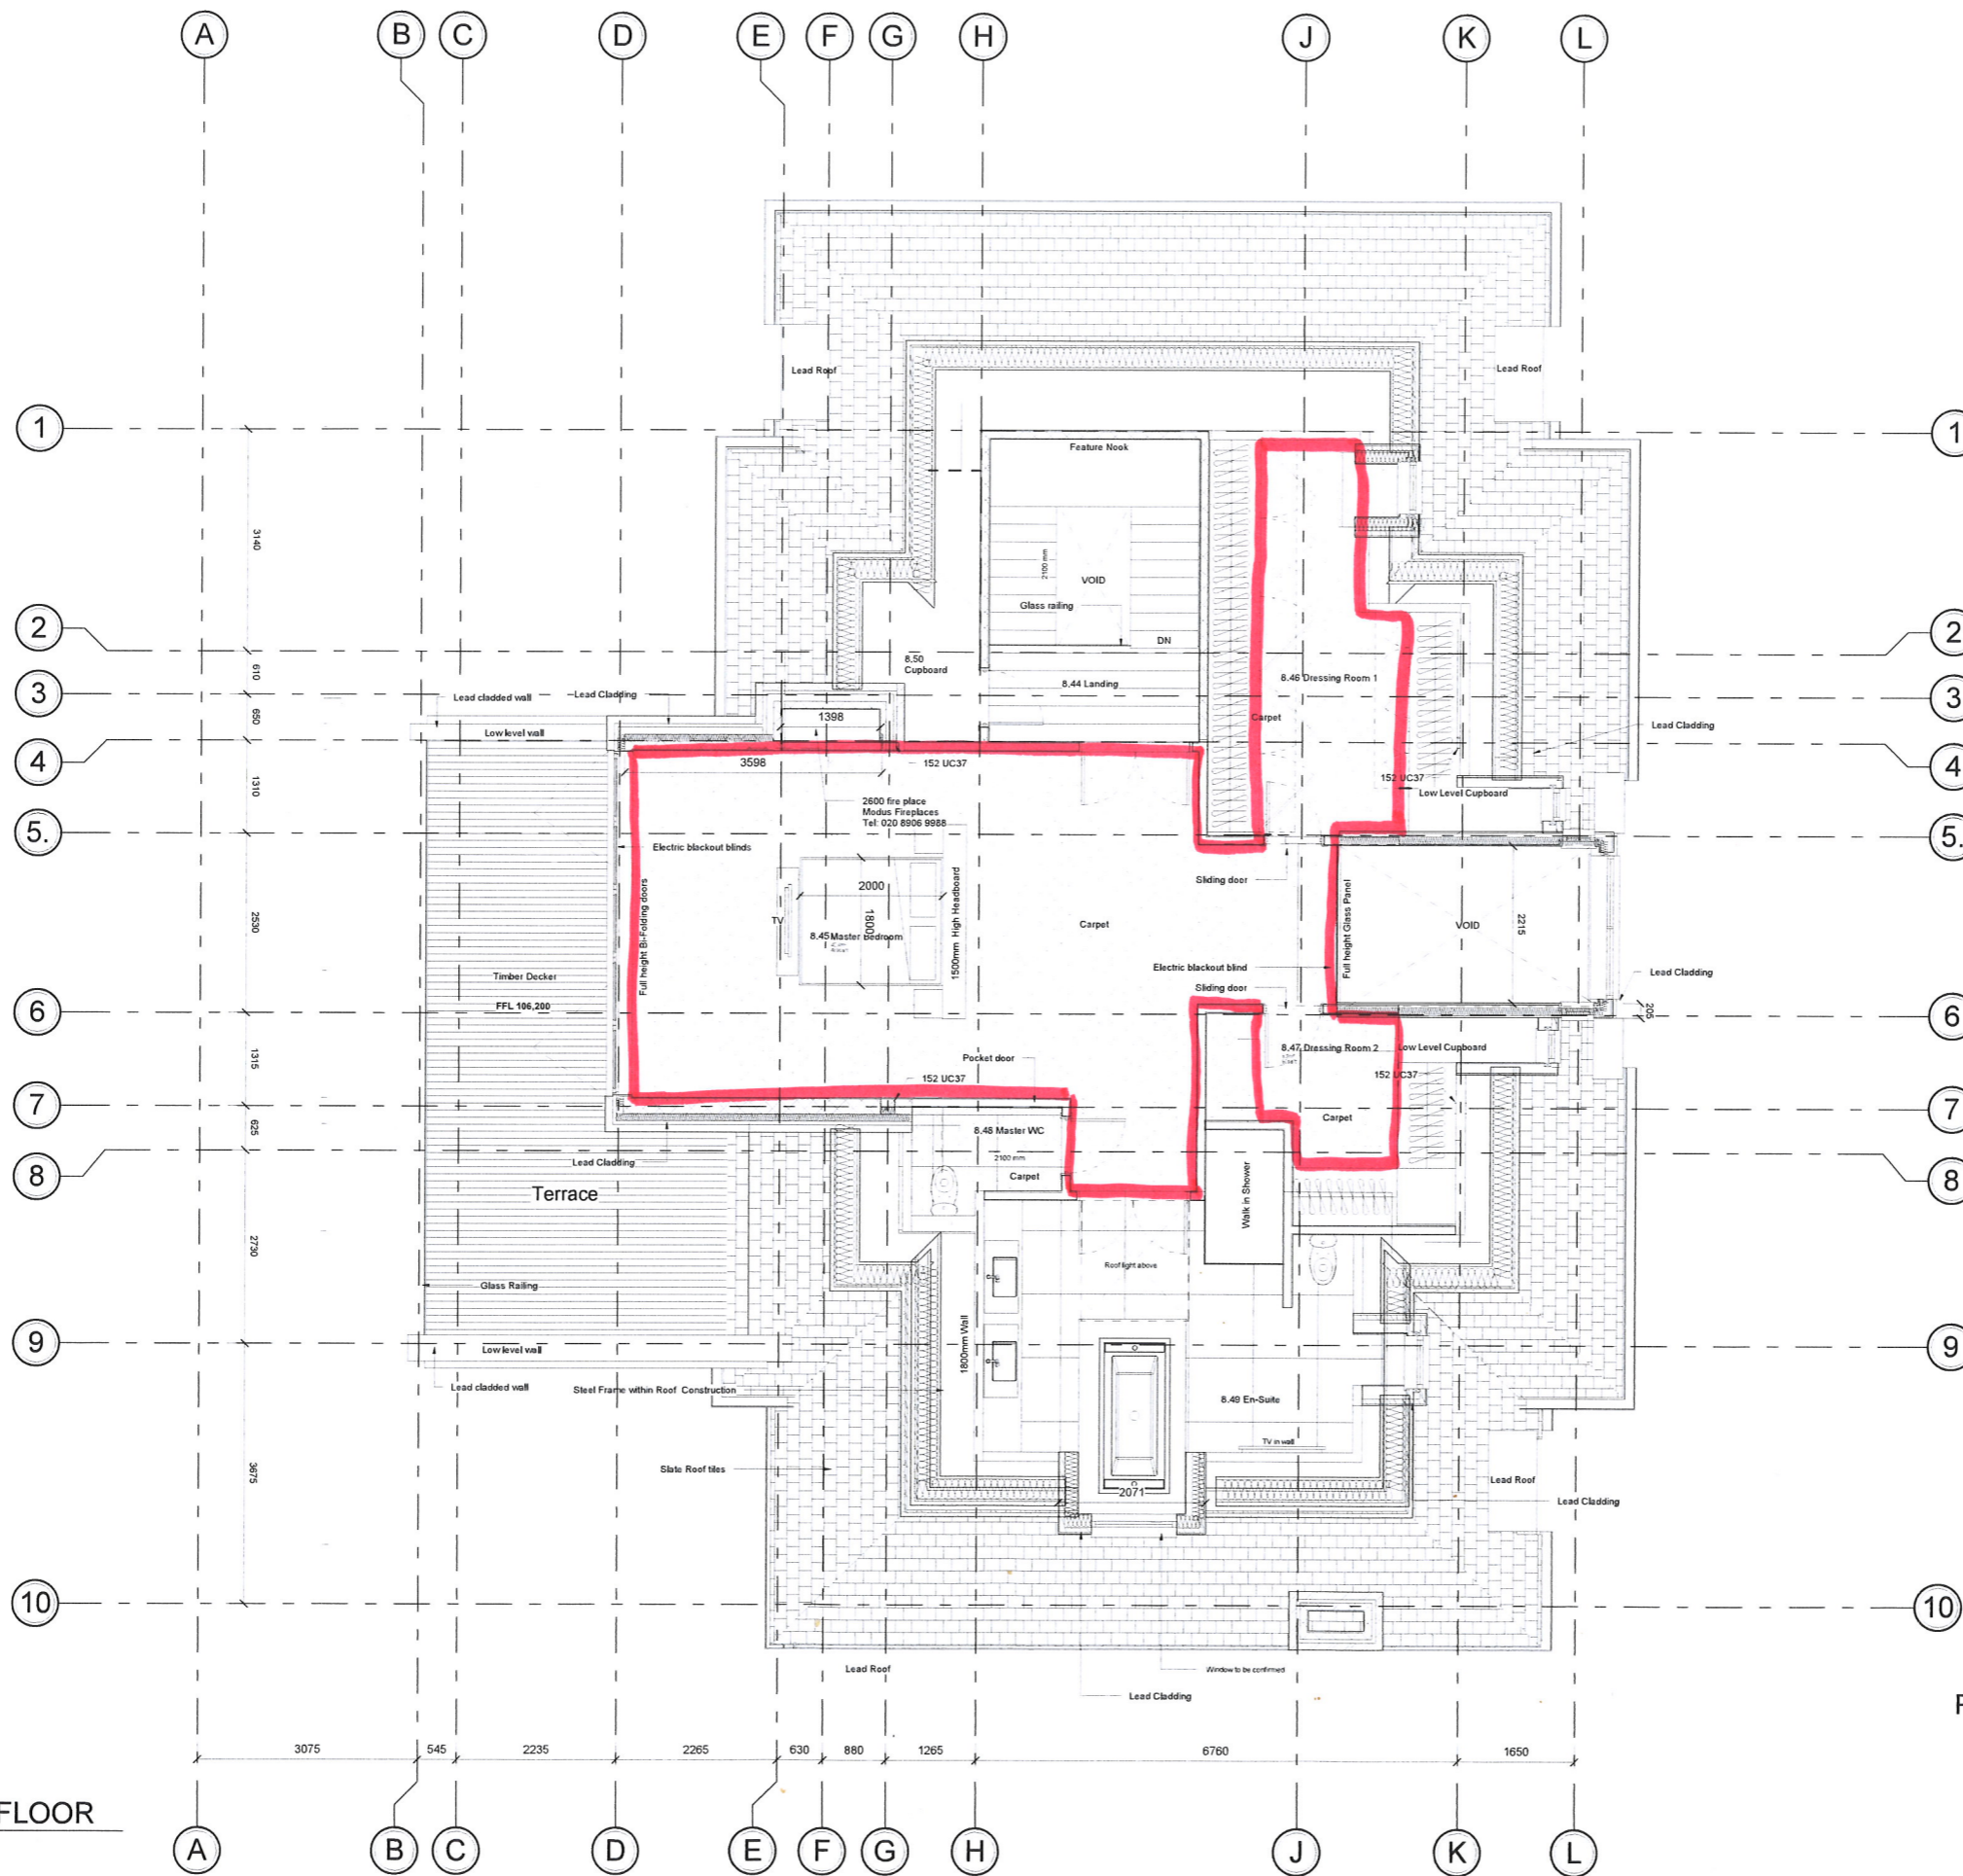 A B C D E F G H J K L
Lead Roof
Lead Roof
1
1
Feature Nook
3140
2100 mm
VOID
Glass railing
DN
2
2
610
8.50
Cupboard
8.44 Landing
8.46 Dressing Room 1
3
3
Lead cladded wall
Lead Cladding
650
1398
Carpet
Lead Cladding
Low level wall
4
4
3598
152 UC37
152 UC37
1310
Low Level Cupboard
2600 fire place
Modus Fireplaces
Tel: 020 8906 9988
5.
5.
Electric blackout blinds
Sliding door
2000
1800
TV
8.45 Master Bedroom
1500mm High Headboard
Full height Bi-Folding doors
Carpet
Full height Glass Panel
VOID
2215
2530
Electric blackout blind
Lead Cladding
Timber Decker
Sliding door
FFL 106,200
6
6
205
1315
8.47 Dressing Room 2
Low Level Cupboard
Pocket door
152 UC37
152 UC37
7
7
Carpet
625
8.48 Master WC
2100 mm
Lead Cladding
Carpet
8
8
Terrace
Walk in Shower
2730
Roof light above
Glass Railing
1800mm Wall
9
9
Low level wall
Lead cladded wall
Steel Frame within Roof Construction
8.49 En-Suite
TV in wall
3675
Slate Roof tiles
Lead Roof
2071
Lead Cladding
10
10
Lead Roof
Window to be confirmed
Lead Cladding
3075 545 2235 2265 630 880 1265 6760 1650
FLOOR
A B C D E F G H J K L